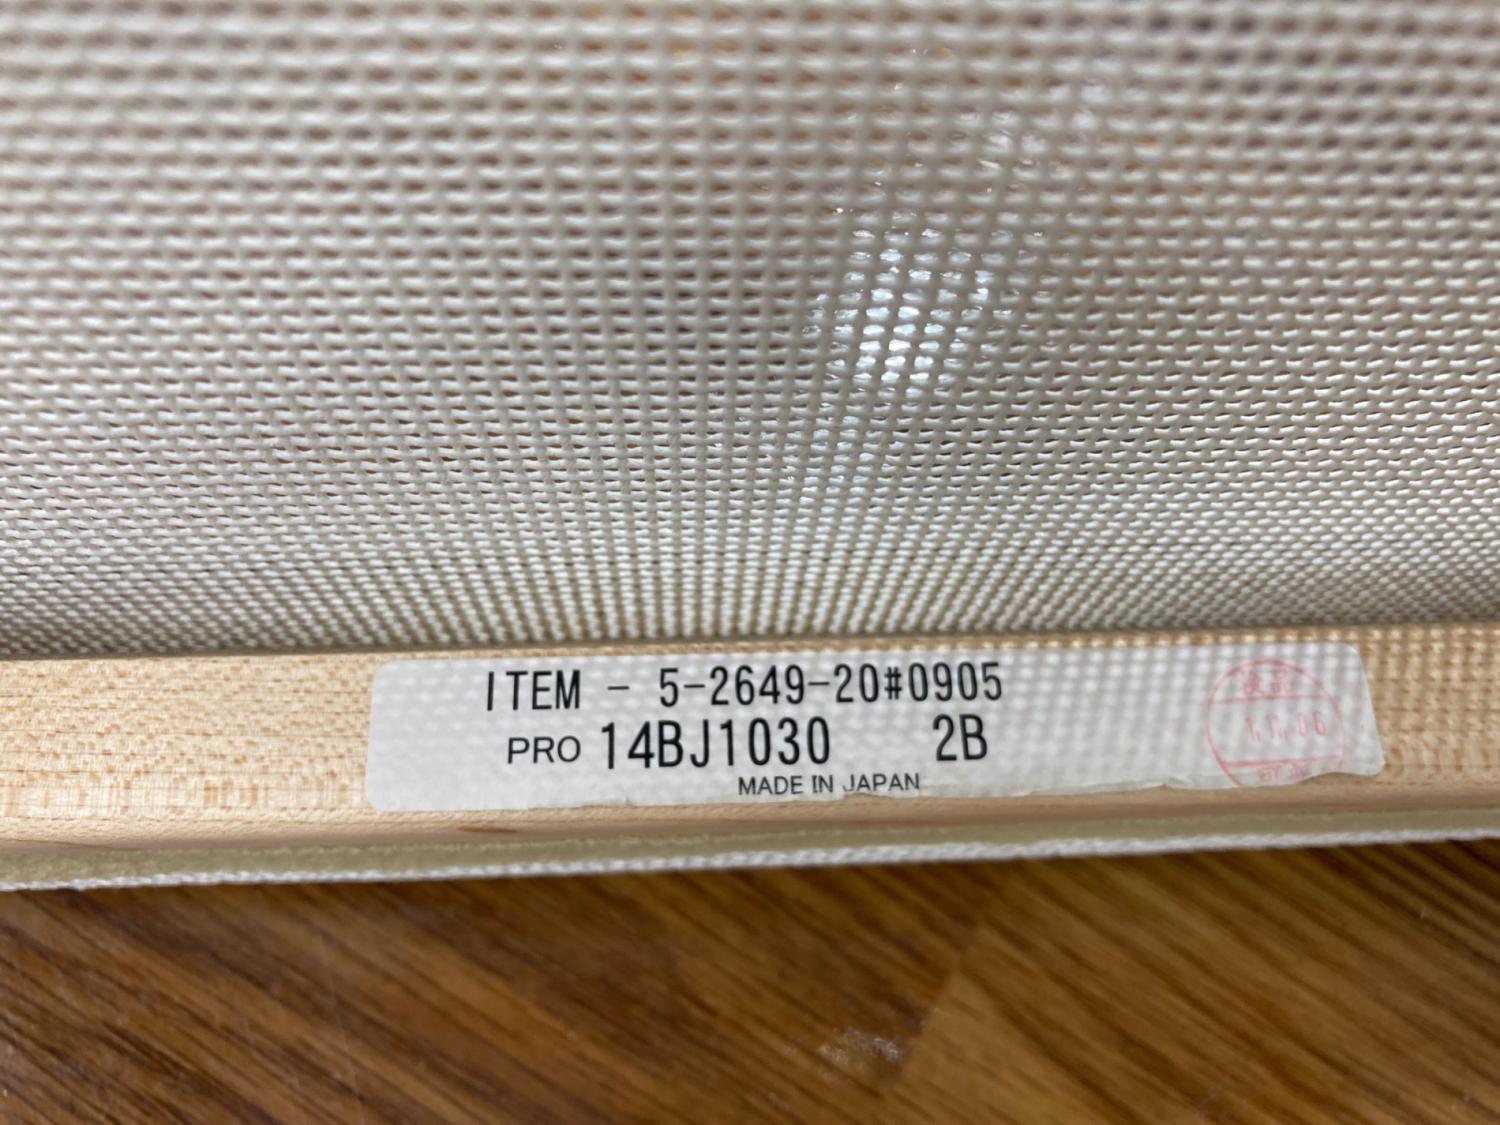 ITEM - 5-2649-20#0905
PRO 14BJ1030 2B
MADE IN JAPAN